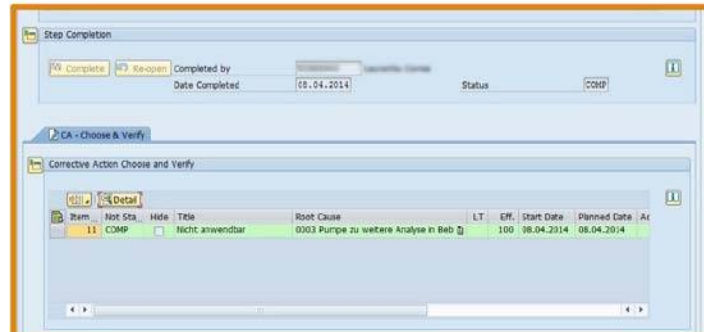 Step Completion
Complete Re-open Completed by
Date Completed 08.04.2014 Status COMP
CA - Choose & Verify
Corrective Action Choose and Verify
Detail
Item Not Sta... Hide Title Root Cause LT Eff. Start Date Planned Date Ac
11 COMP Nicht anwendbar 0003 Pumpe zu weitere Analyse in Beb 100 08.04.2014 08.04.2014